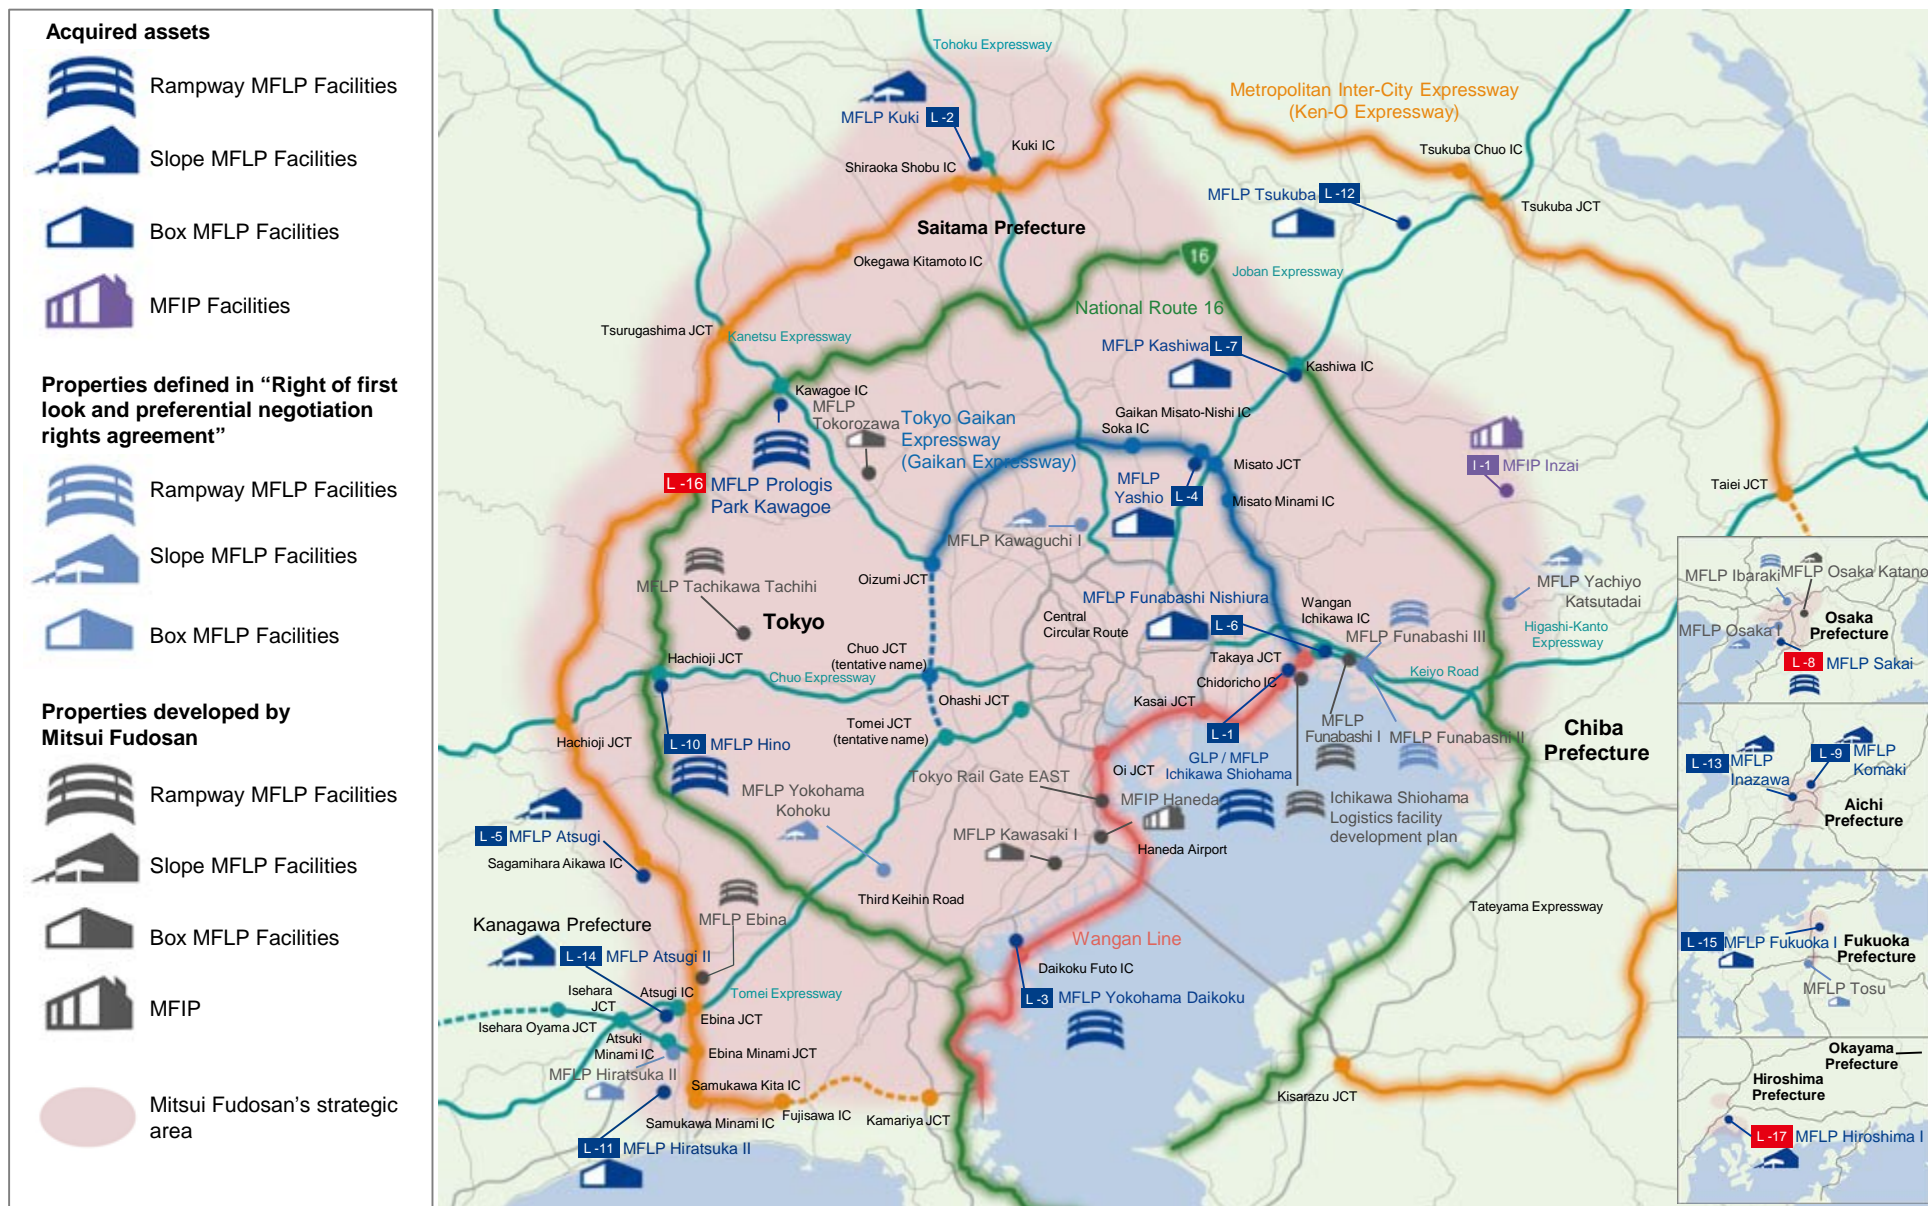 Acquired assets
Rampway MFLP Facilities
Slope MFLP Facilities
Box MFLP Facilities
MFIP Facilities
Properties defined in “Right of first
look and preferential negotiation
rights agreement”
Rampway MFLP Facilities
Slope MFLP Facilities
Box MFLP Facilities
Properties developed by
Mitsui Fudosan
Rampway MFLP Facilities
Slope MFLP Facilities
Box MFLP Facilities
MFIP
Mitsui Fudosan’s strategic
area
Tohoku Expressway
Metropolitan Inter-City Expressway
(Ken-O Expressway)
MFLP Kuki L -2
Kuki IC
Shiraoka Shobu IC
Tsukuba Chuo IC
MFLP Tsukuba L -12
Tsukuba JCT
Saitama Prefecture
Okegawa Kitamoto IC
16
Joban Expressway
National Route 16
Tsurugashima JCT
Kanetsu Expressway
MFLP Kashiwa L -7
Kashiwa IC
Kawagoe IC
MFLP
Tokorozawa
Tokyo Gaikan
Expressway
(Gaikan Expressway)
Gaikan Misato-Nishi IC
Soka IC
L -16 MFLP Prologis
Park Kawagoe
MFLP
Yashio L -4
Misato JCT
Misato Minami IC
I -1 MFIP Inzai
Taiei JCT
MFLP Kawaguchi I
MFLP Tachikawa Tachihi
Oizumi JCT
Tokyo
MFLP Funabashi Nishiura
L -6
Central
Circular Route
Wangan
Ichikawa IC
MFLP Funabashi III
MFLP Yachiyo
Katsutadai
Higashi-Kanto
Expressway
Hachioji JCT
Chuo JCT
(tentative name)
Chuo Expressway
Takaya JCT
Chidoricho IC
Keiyo Road
Ohashi JCT
Kasai JCT
Tomei JCT
(tentative name)
Hachioji JCT
L -10 MFLP Hino
L -1
GLP / MFLP
Ichikawa Shiohama
MFLP
Funabashi I
MFLP Funabashi II
Chiba
Prefecture
Oi JCT
Tokyo Rail Gate EAST
MFLP Yokohama
Kohoku
MFIP Haneda
Ichikawa Shiohama
Logistics facility
development plan
L -5 MFLP Atsugi
MFLP Kawasaki I
Haneda Airport
Sagamihara Aikawa IC
Third Keihin Road
Tateyama Expressway
MFLP Ebina
Kanagawa Prefecture
Wangan Line
L -14 MFLP Atsugi II
Daikoku Futo IC
Isehara
JCT
Atsugi IC
Tomei Expressway
L -3 MFLP Yokohama Daikoku
Isehara Oyama JCT
Ebina JCT
Atsuki
Minami IC
Ebina Minami JCT
MFLP Hiratsuka II
Samukawa Kita IC
Fujisawa IC
Samukawa Minami IC
Kamariya JCT
Kisarazu JCT
L -11 MFLP Hiratsuka II
MFLP Ibaraki
MFLP Osaka Katano
Osaka
Prefecture
MFLP Osaka I
L -8 MFLP Sakai
L -13 MFLP
Inazawa
L -9 MFLP
Komaki
Aichi
Prefecture
L -15 MFLP Fukuoka I
Fukuoka
Prefecture
MFLP Tosu
Okayama
Prefecture
Hiroshima
Prefecture
L -17 MFLP Hiroshima I